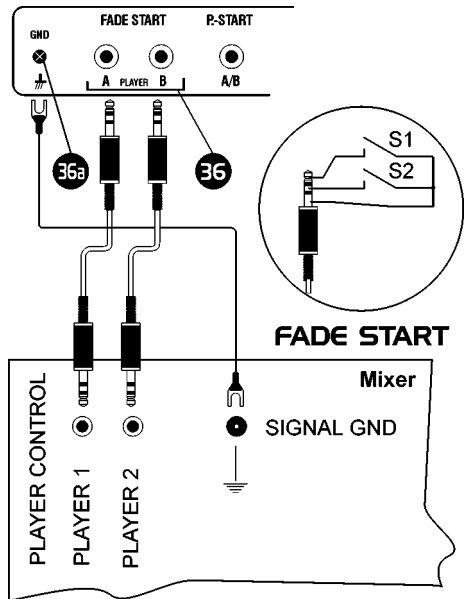 FADE START P.-START
GND
A PLAYER B A/B
36a 36
S1
S2
FADE START
Mixer
PLAYER CONTROL
PLAYER 1
PLAYER 2
SIGNAL GND